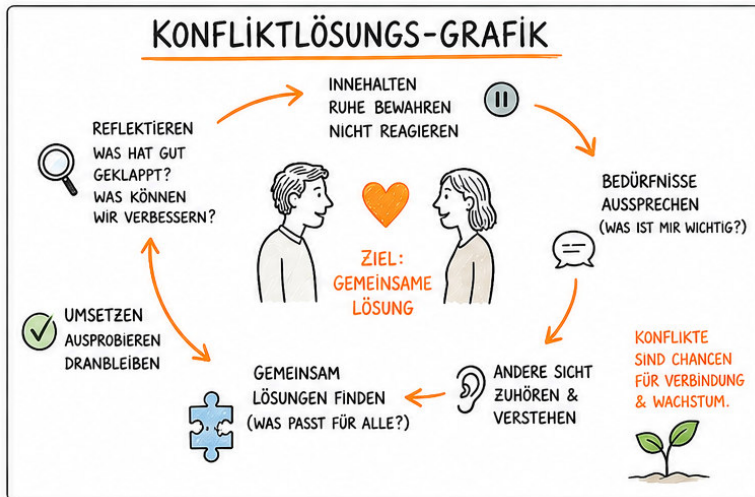 KONFLIKTLÖSUNGS-GRAFIK
INNEHALTEN
RUHE BEWAHREN
NICHT REAGIEREN
BEDÜRFNISSE
AUSSPRECHEN
(WAS IST MIR WICHTIG?)
ANDERE SICHT
ZUHÖREN &
VERSTEHEN
GEMEINSAM
LÖSUNGEN FINDEN
(WAS PASST FÜR ALLE?)
UMSETZEN
AUSPROBIEREN
DRANBLEIBEN
REFLEKTIEREN
WAS HAT GUT
GEKLAPPT?
WAS KÖNNEN
WIR VERBESSERN?
ZIEL:
GEMEINSAME
LÖSUNG
KONFLIKTE
SIND CHANCEN
FÜR VERBINDUNG
& WACHSTUM.